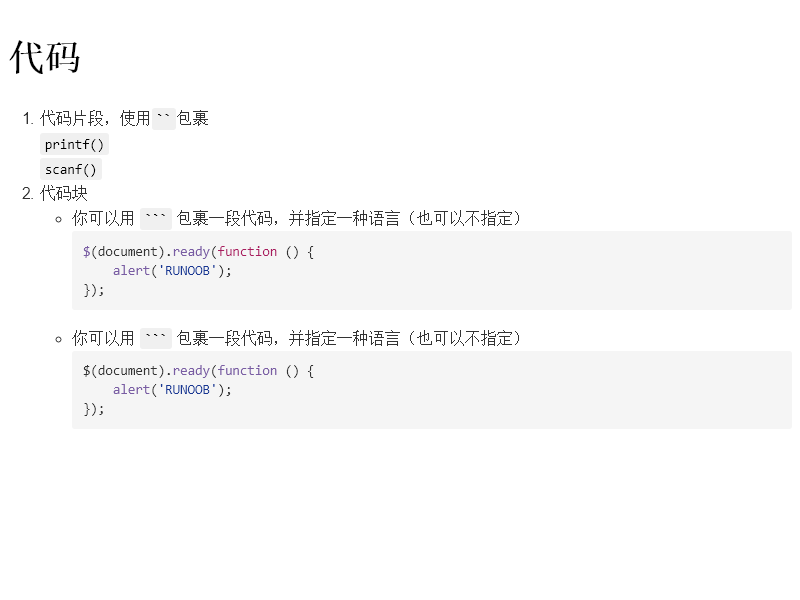 代码
1. 代码片段，使用 `` 包裹
printf()
scanf()
2. 代码块
你可以用 ``` 包裹一段代码，并指定一种语言（也可以不指定）
$(document).ready(function () {
    alert('RUNOOB');
});
你可以用 ``` 包裹一段代码，并指定一种语言（也可以不指定）
$(document).ready(function () {
    alert('RUNOOB');
});